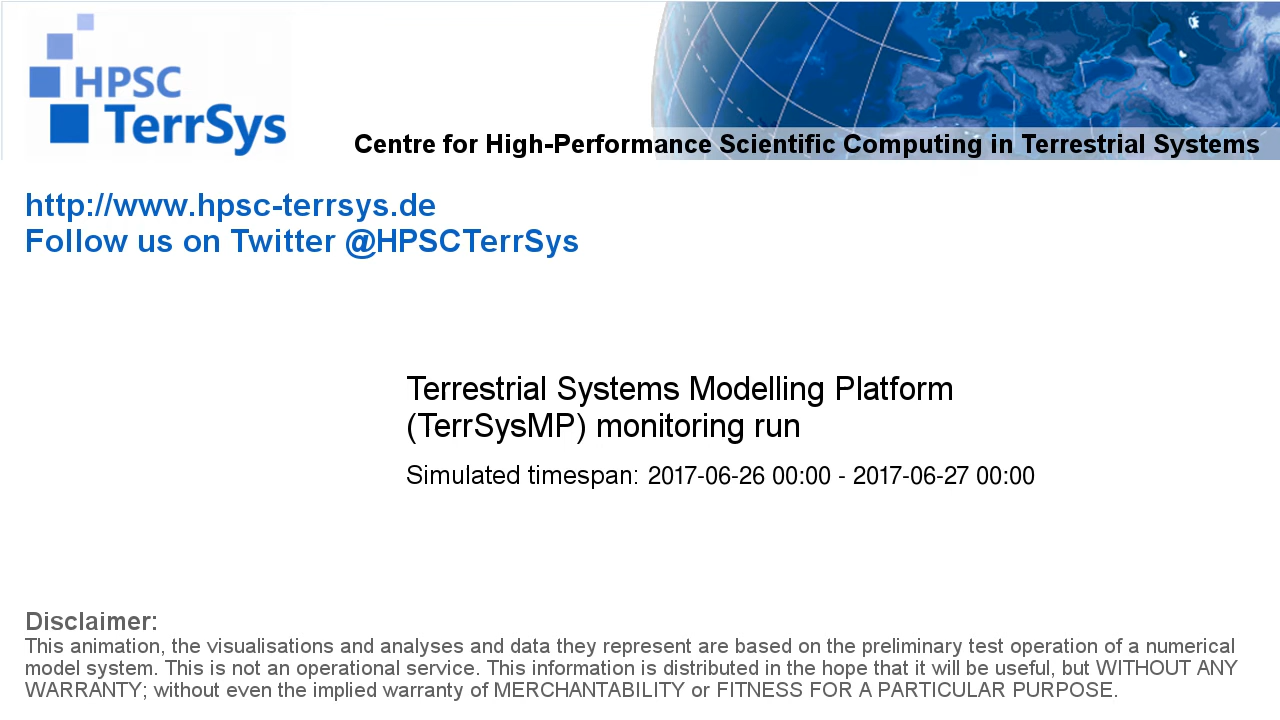 HPSC
TerrSys
Centre for High-Performance Scientific Computing in Terrestrial Systems
http://www.hpsc-terrsys.de
Follow us on Twitter @HPSCTerrSys
Terrestrial Systems Modelling Platform
(TerrSysMP) monitoring run
Simulated timespan: 2017-06-26 00:00 - 2017-06-27 00:00
Disclaimer:
This animation, the visualisations and analyses and data they represent are based on the preliminary test operation of a numerical
model system. This is not an operational service. This information is distributed in the hope that it will be useful, but WITHOUT ANY
WARRANTY; without even the implied warranty of MERCHANTABILITY or FITNESS FOR A PARTICULAR PURPOSE.